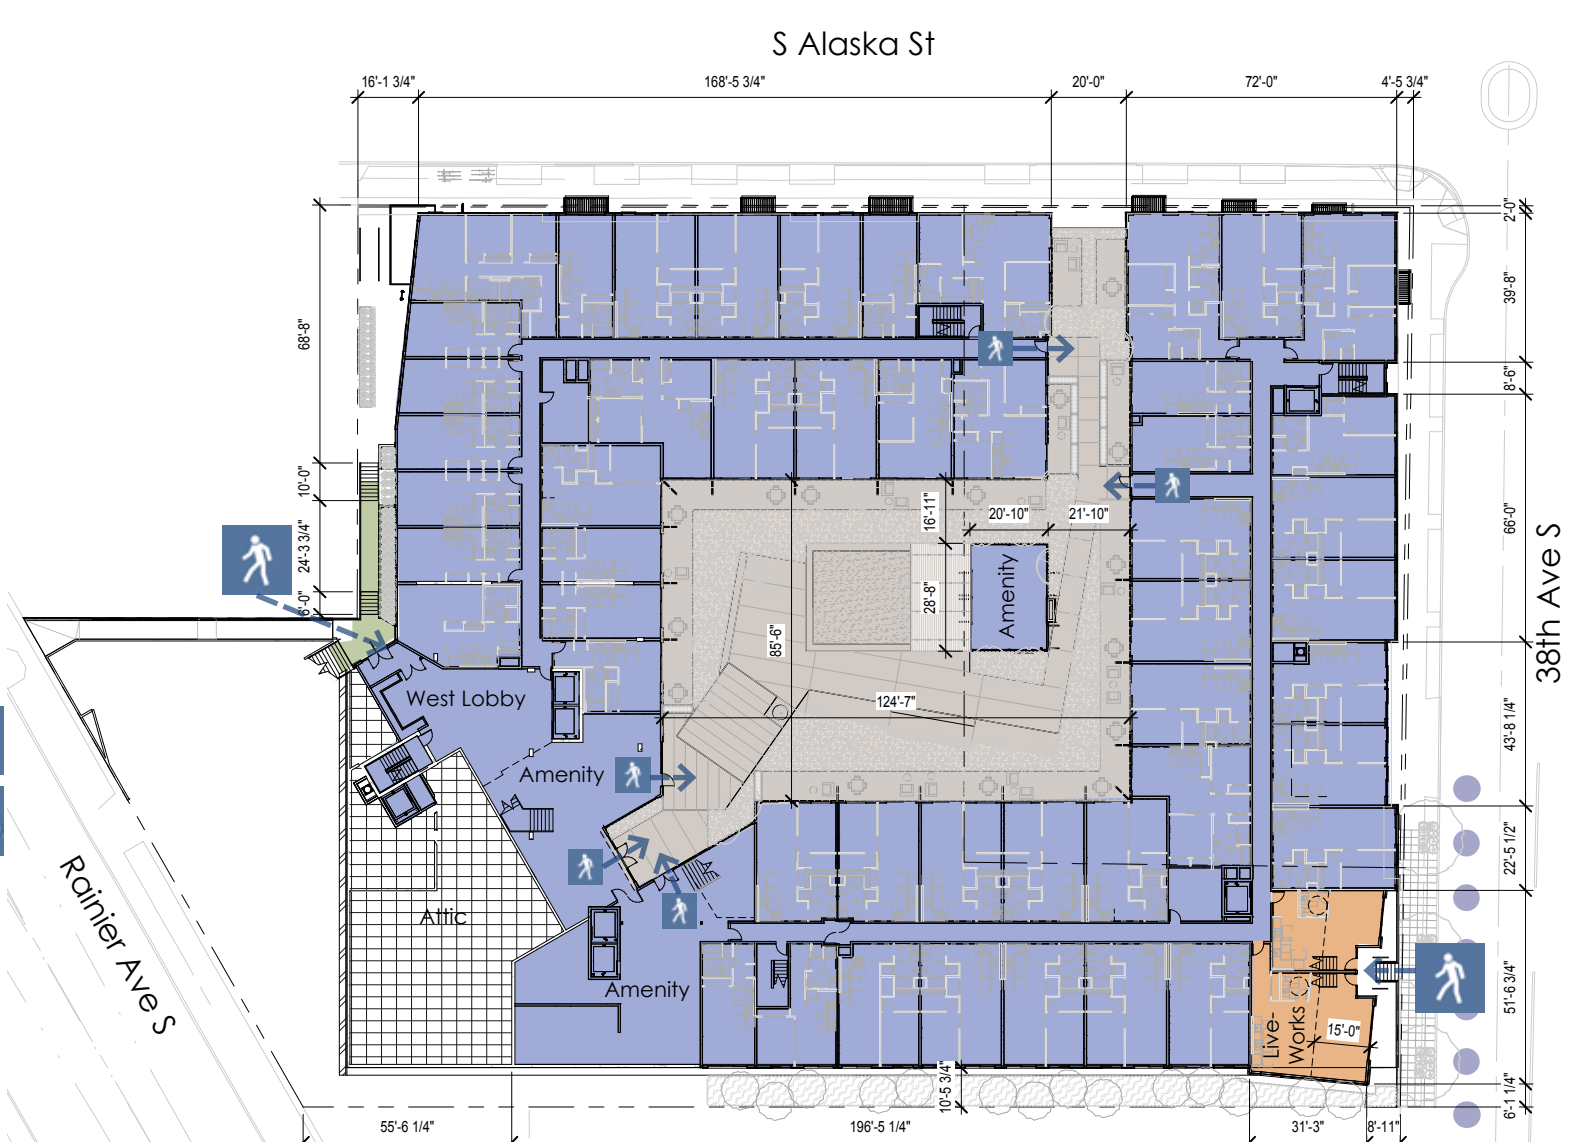 S Alaska St
16'-1 3/4"
168'-5 3/4"
20'-0"
72'-0"
4'-5 3/4"
2'-0"
39'-8"
68'-8"
8'-6"
10'-0"
16'-11"
20'-10"
21'-10"
66'-0"
24'-3 3/4"
28'-8"
Amenity
6'-0"
85'-6"
38th Ave S
West Lobby
124'-7"
43'-8 1/4"
Amenity
22'-5 1/2"
Rainier Ave S
Attic
Amenity
51'-6 3/4"
Live-
Works
15'-0"
10'-5 3/4"
6'-1 1/4"
55'-6 1/4"
196'-5 1/4"
31'-3"
8'-11"